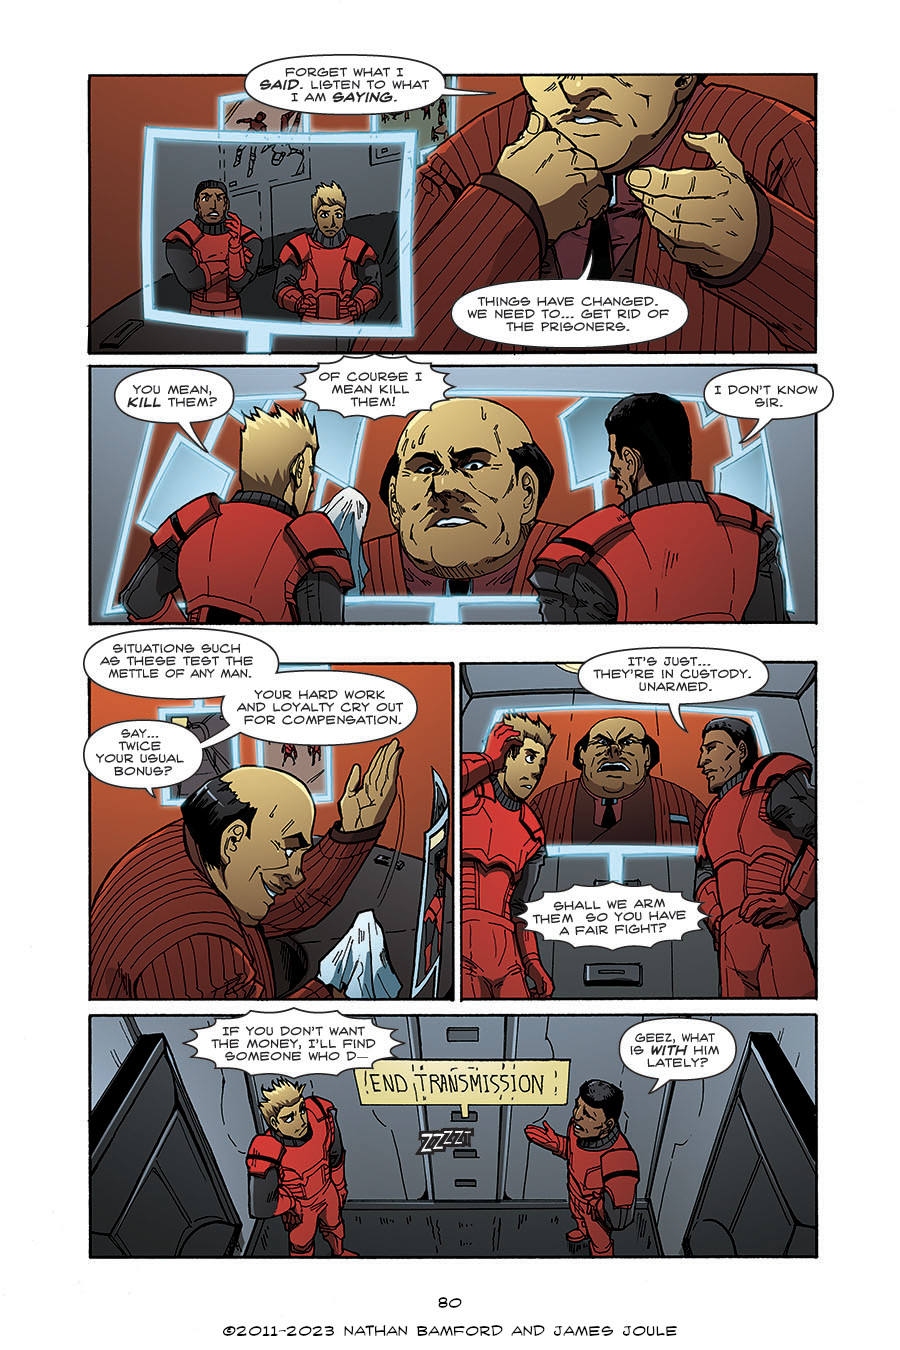 FORGET WHAT I
SAID. LISTEN TO WHAT
I AM SAYING.
THINGS HAVE CHANGED.
WE NEED TO... GET RID OF
THE PRISONERS.
YOU MEAN,
KILL THEM?
OF COURSE I
MEAN KILL
THEM!
I DON'T KNOW
SIR.
SITUATIONS SUCH
AS THESE TEST THE
METTLE OF ANY MAN.
YOUR HARD WORK
AND LOYALTY CRY OUT
FOR COMPENSATION.
SAY...
TWICE
YOUR USUAL
BONUS?
IT'S JUST...
THEY'RE IN CUSTODY.
UNARMED.
SHALL WE ARM
THEM SO YOU HAVE
A FAIR FIGHT?
IF YOU DON'T WANT
THE MONEY, I'LL FIND
SOMEONE WHO D—
END TRANSMISSION
ZZZZT
GEEZ, WHAT
IS WITH HIM
LATELY?
80
©2011-2023 NATHAN BAMFORD AND JAMES JOULE